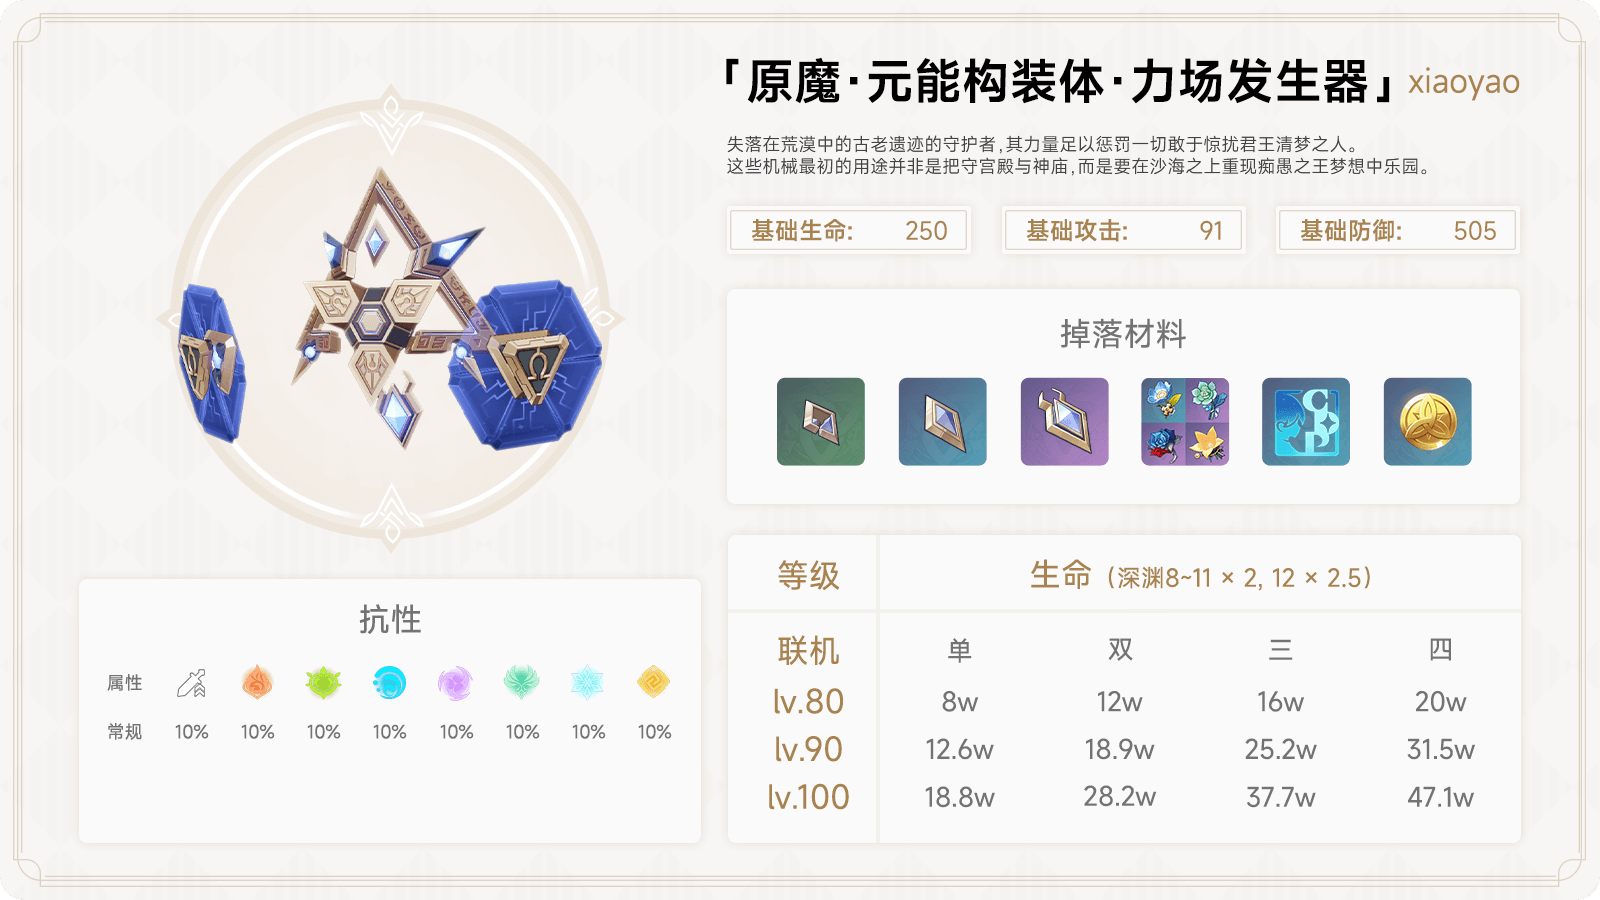 「原魔·元能构装体·力场发生器」 xiaoyao
失落在荒漠中的古老遗迹的守护者,其力量足以惩罚一切敢于惊扰君王清梦之人。
这些机械最初的用途并非是把守宫殿与神庙,而是要在沙海之上重现痴愚之王梦想中乐园。
基础生命: 250 基础攻击: 91 基础防御: 505
掉落材料
抗性
属性
常规 10% 10% 10% 10% 10% 10% 10% 10%
等级 生命 (深渊8~11 × 2, 12 × 2.5)
联机 单 双 三 四
lv.80 8w 12w 16w 20w
lv.90 12.6w 18.9w 25.2w 31.5w
lv.100 18.8w 28.2w 37.7w 47.1w